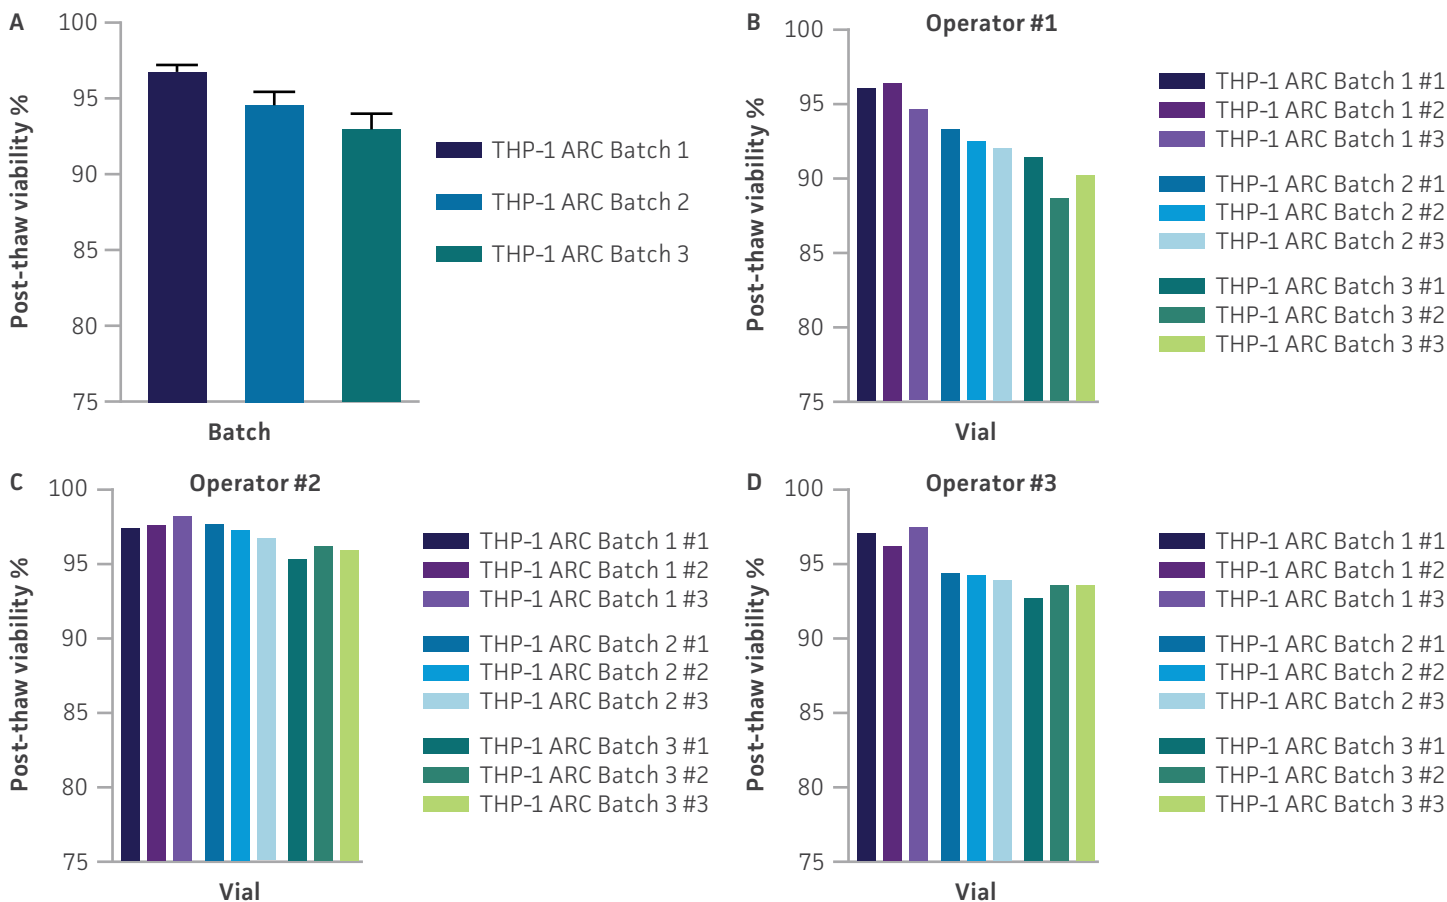 A
Post-thaw viability %
100
95
90
85
80
75
Batch
THP-1 ARC Batch 1
THP-1 ARC Batch 2
THP-1 ARC Batch 3
B
Operator #1
Post-thaw viability %
100
95
90
85
80
75
Vial
THP-1 ARC Batch 1 #1
THP-1 ARC Batch 1 #2
THP-1 ARC Batch 1 #3
THP-1 ARC Batch 2 #1
THP-1 ARC Batch 2 #2
THP-1 ARC Batch 2 #3
THP-1 ARC Batch 3 #1
THP-1 ARC Batch 3 #2
THP-1 ARC Batch 3 #3
C
Operator #2
Post-thaw viability %
100
95
90
85
80
75
Vial
THP-1 ARC Batch 1 #1
THP-1 ARC Batch 1 #2
THP-1 ARC Batch 1 #3
THP-1 ARC Batch 2 #1
THP-1 ARC Batch 2 #2
THP-1 ARC Batch 2 #3
THP-1 ARC Batch 3 #1
THP-1 ARC Batch 3 #2
THP-1 ARC Batch 3 #3
D
Operator #3
Post-thaw viability %
100
95
90
85
80
75
Vial
THP-1 ARC Batch 1 #1
THP-1 ARC Batch 1 #2
THP-1 ARC Batch 1 #3
THP-1 ARC Batch 2 #1
THP-1 ARC Batch 2 #2
THP-1 ARC Batch 2 #3
THP-1 ARC Batch 3 #1
THP-1 ARC Batch 3 #2
THP-1 ARC Batch 3 #3